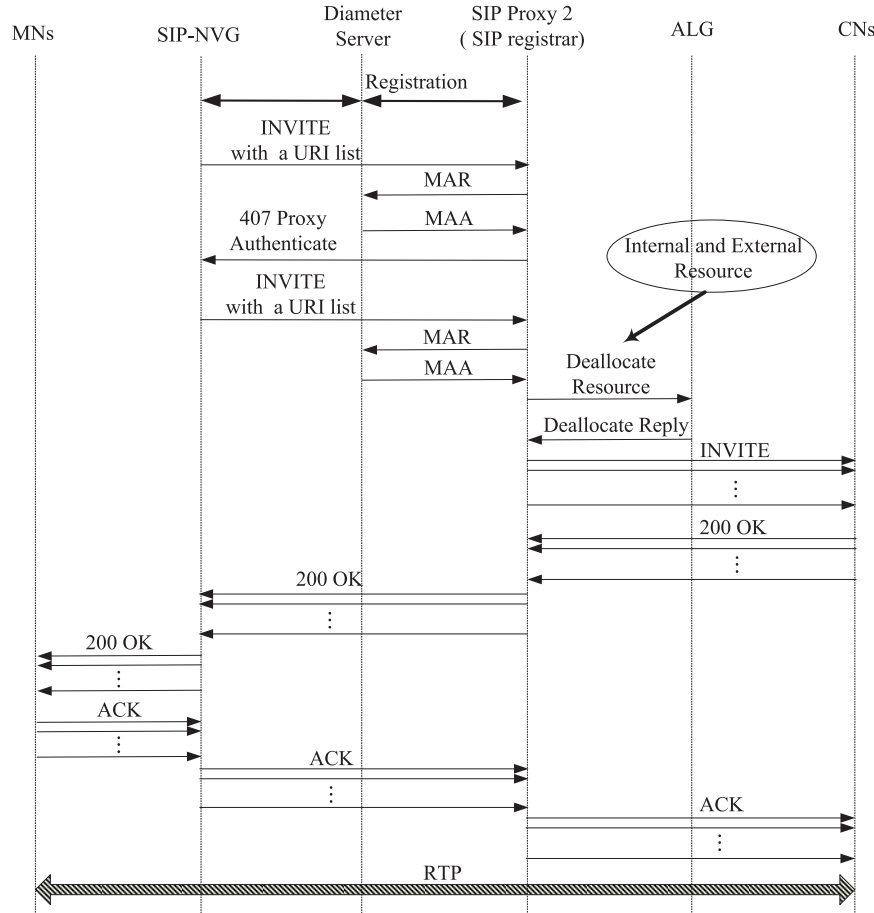 MNs
SIP-NVG
Diameter
Server
SIP Proxy 2
( SIP registrar)
ALG
CNs
Registration
INVITE
with a URI list
MAR
407 Proxy
Authenticate
MAA
Internal and External
Resource
INVITE
with a URI list
MAR
MAA
Deallocate
Resource
Deallocate Reply
INVITE
200 OK
200 OK
200 OK
ACK
ACK
ACK
RTP